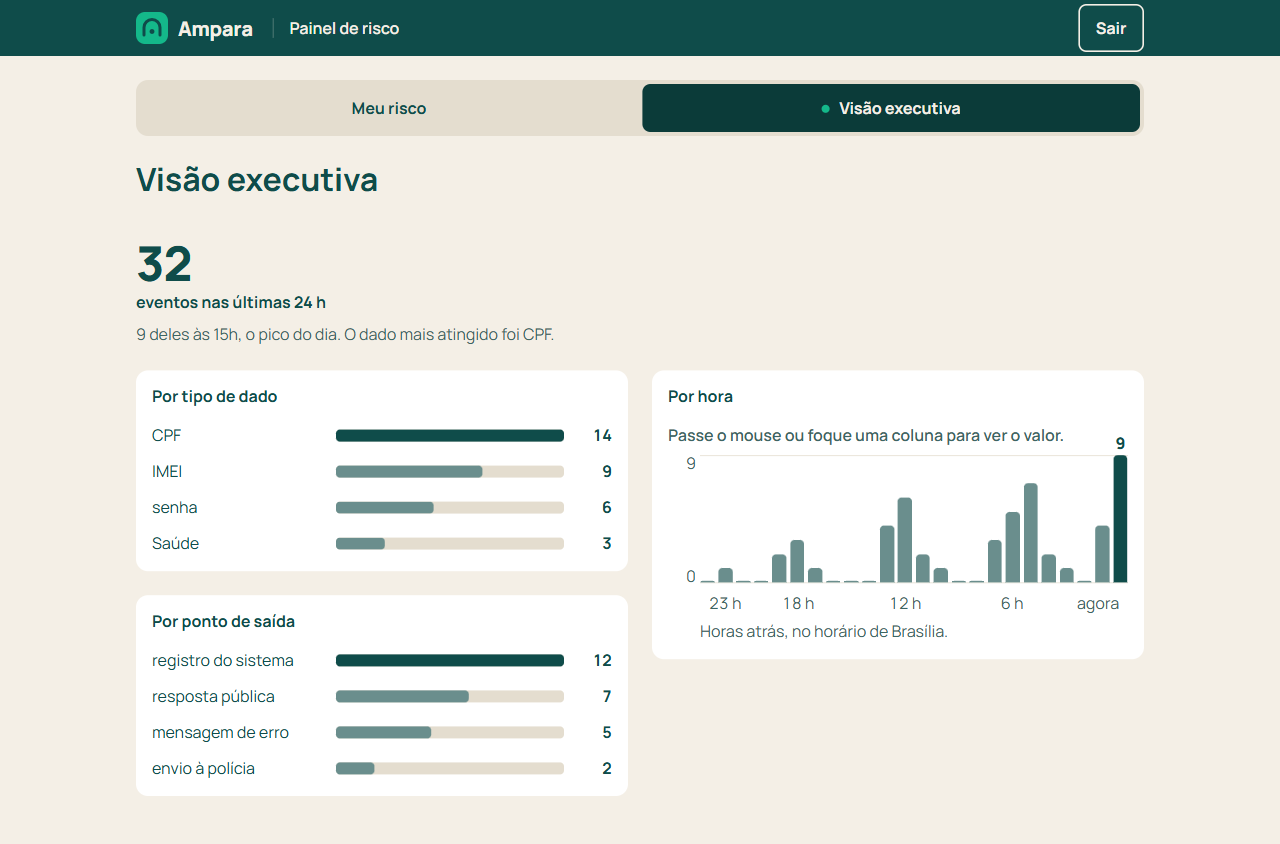 Ampara
Painel de risco
Sair
Meu risco
Visão executiva
Visão executiva
32
eventos nas últimas 24 h
9 deles às 15h, o pico do dia. O dado mais atingido foi CPF.
Por tipo de dado
CPF 14
IMEI 9
senha 6
Saúde 3
Por ponto de saída
registro do sistema 12
resposta pública 7
mensagem de erro 5
envio à polícia 2
Por hora
Passe o mouse ou foque uma coluna para ver o valor.
9
9
0
23 h 18 h 12 h 6 h agora
Horas atrás, no horário de Brasília.